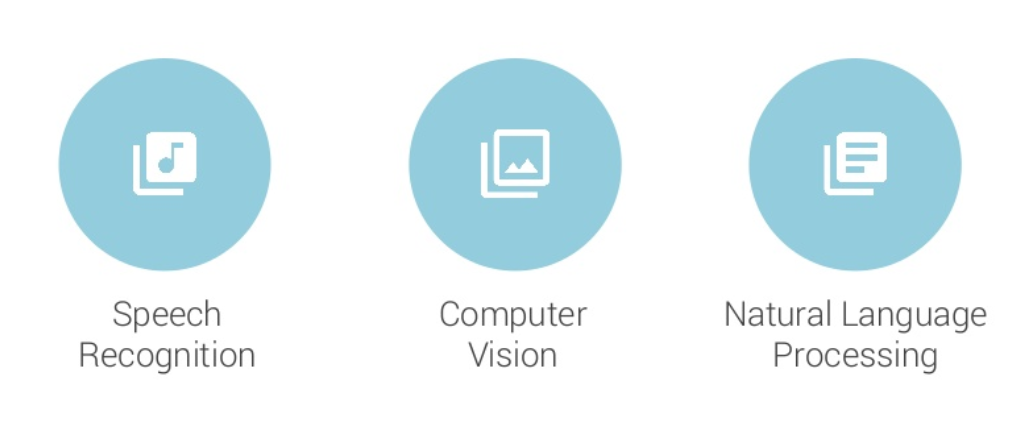 Speech
Recognition
Computer
Vision
Natural Language
Processing